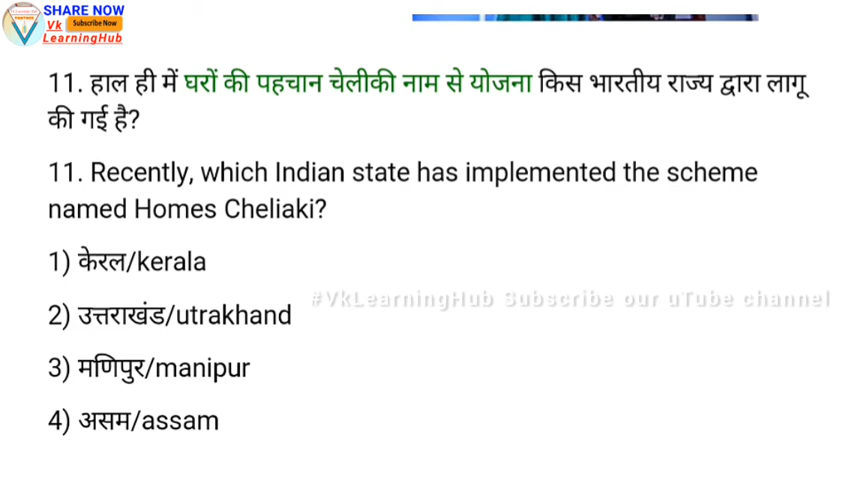 SHARE NOW
Vk Subscribe Now
LearningHub
11. हाल ही में घरों की पहचान चेलीकी नाम से योजना किस भारतीय राज्य द्वारा लागू
की गई है?
11. Recently, which Indian state has implemented the scheme
named Homes Cheliaki?
1) केरल/kerala
#VkLearningHub Subscribe our uTube channel
2) उत्तराखंड/utrakhand
3) मणिपुर/manipur
4) असम/assam